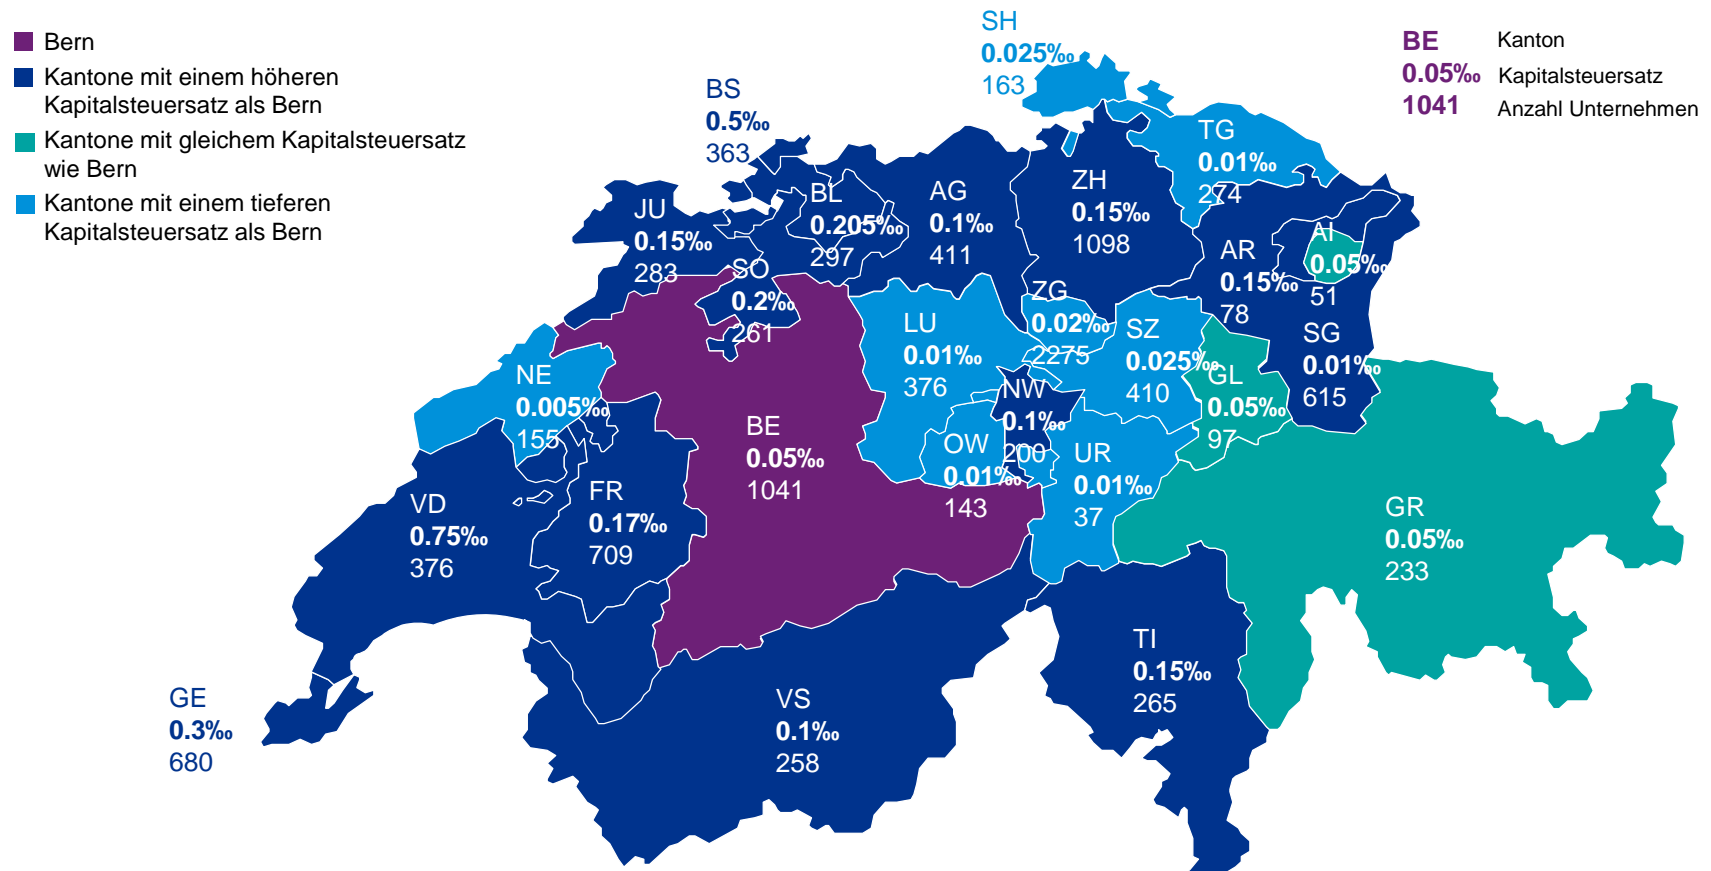 Bern
Kantone mit einem höheren
Kapitalsteuersatz als Bern
Kantone mit gleichem Kapitalsteuersatz
wie Bern
Kantone mit einem tieferen
Kapitalsteuersatz als Bern
BE Kanton
0.05‰ Kapitalsteuersatz
1041 Anzahl Unternehmen
SH
0.025‰
163
BS
0.5‰
363
TG
0.01‰
274
JU
0.15‰
283
BL
0.205‰
297
AG
0.1‰
411
ZH
0.15‰
1098
AR
0.15‰
78
AI
0.05‰
51
SO
0.2‰
261
ZG
0.02‰
2275
LU
0.01‰
376
SZ
0.025‰
410
SG
0.01‰
615
NE
0.005‰
155
NW
0.1‰
200
GL
0.05‰
97
BE
0.05‰
1041
OW
0.01‰
143
UR
0.01‰
37
VD
0.75‰
376
FR
0.17‰
709
GR
0.05‰
233
TI
0.15‰
265
GE
0.3‰
680
VS
0.1‰
258